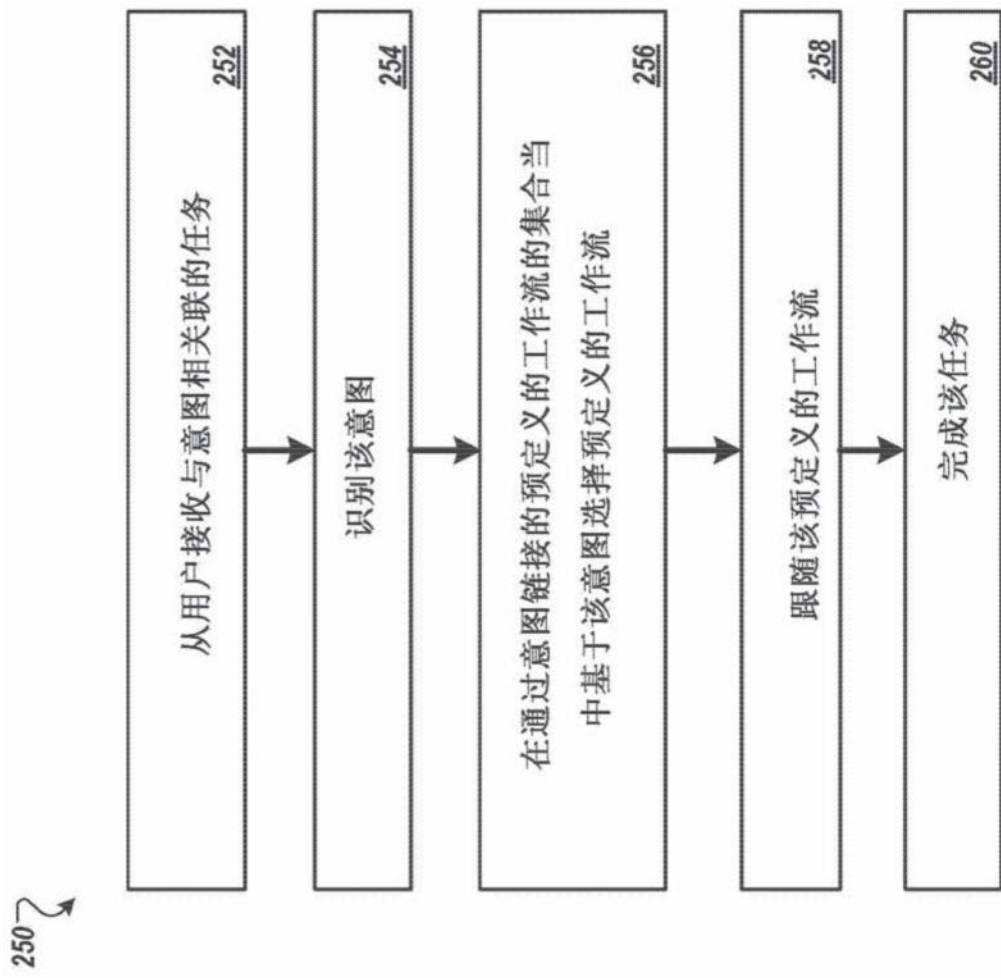 250
从用户接收与意图相关联的任务
252
识别该意图
254
在通过意图链接的预定义的工作流的集合当
中基于该意图选择预定义的工作流
256
跟随该预定义的工作流
258
完成该任务
260